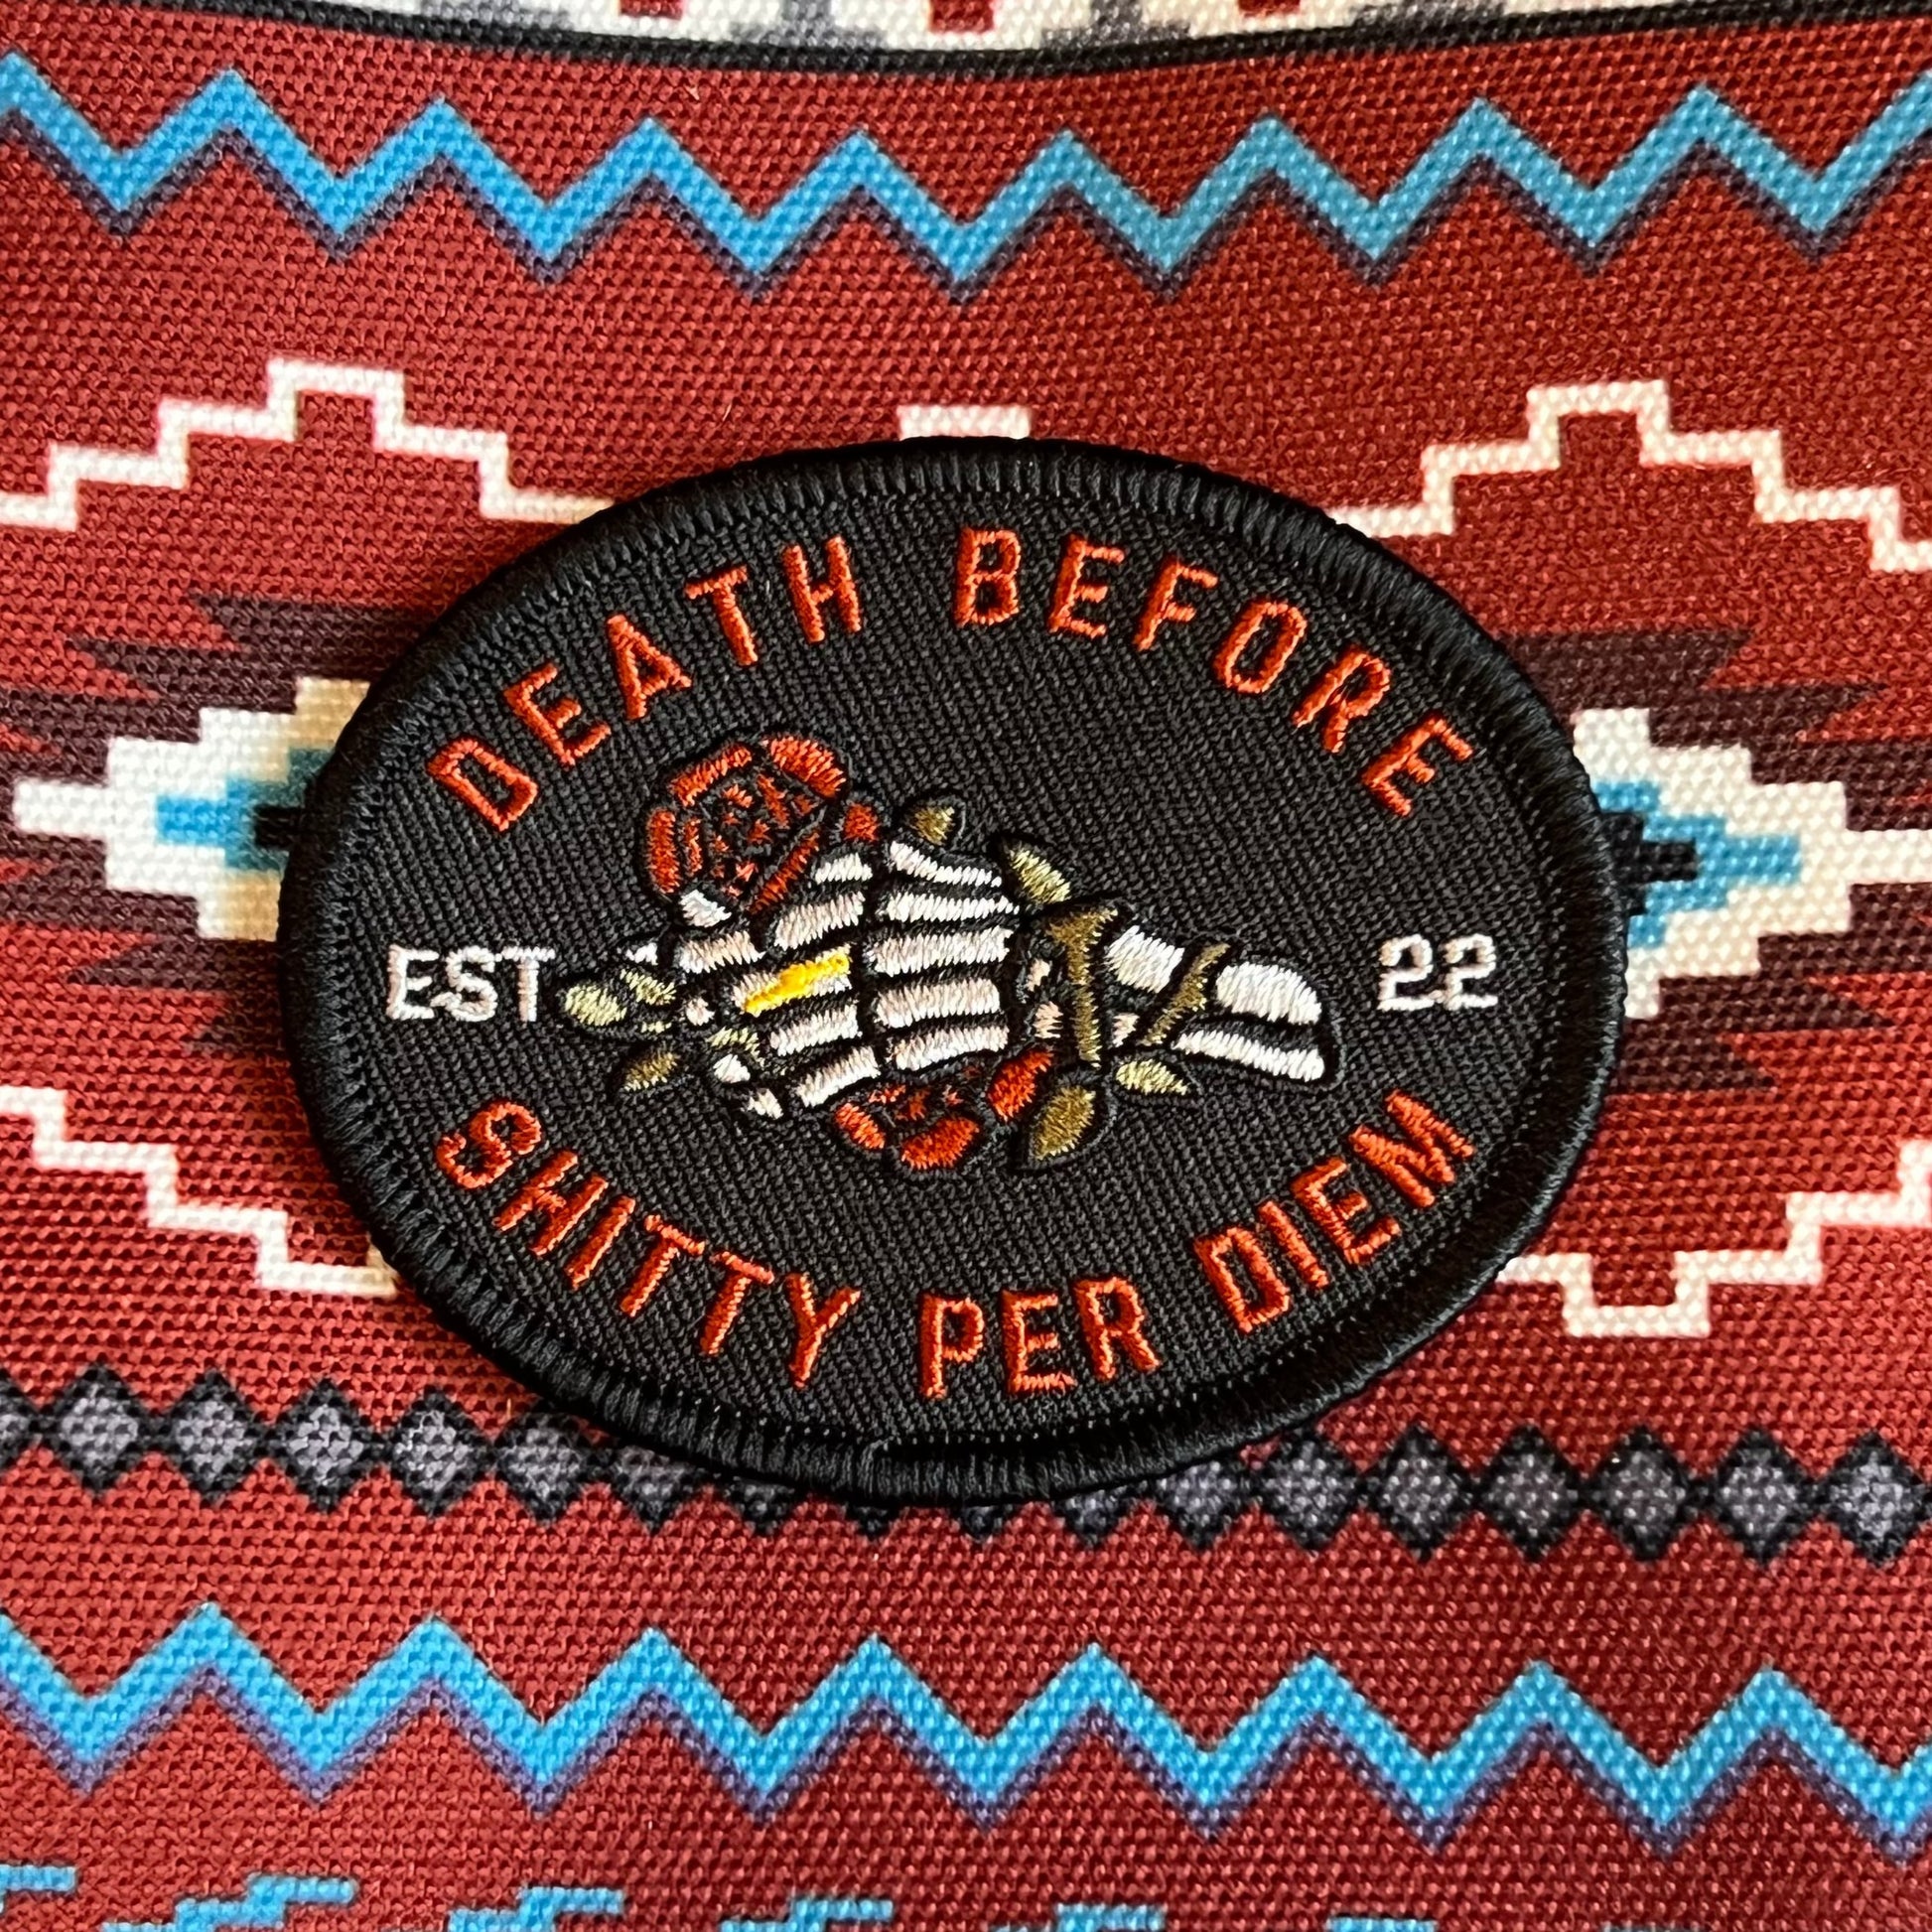 DEATH BEFORE
EST 22
SHITTY PER DIEM